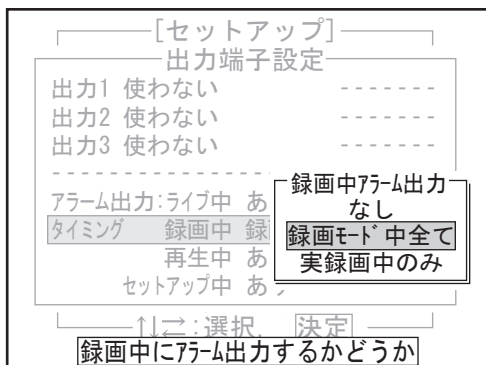 [セットアップ]
出力端子設定
出力1 使わない -------
出力2 使わない -------
出力3 使わない -------
アラーム出力:ライブ中 あ
タイミング 録画中 録
再生中 あ
セットアップ中 あ
録画中アラーム出力
なし
録画モード中全て
実録画中のみ
↑↓⇄:選択, 決定
録画中にアラーム出力するかどうか